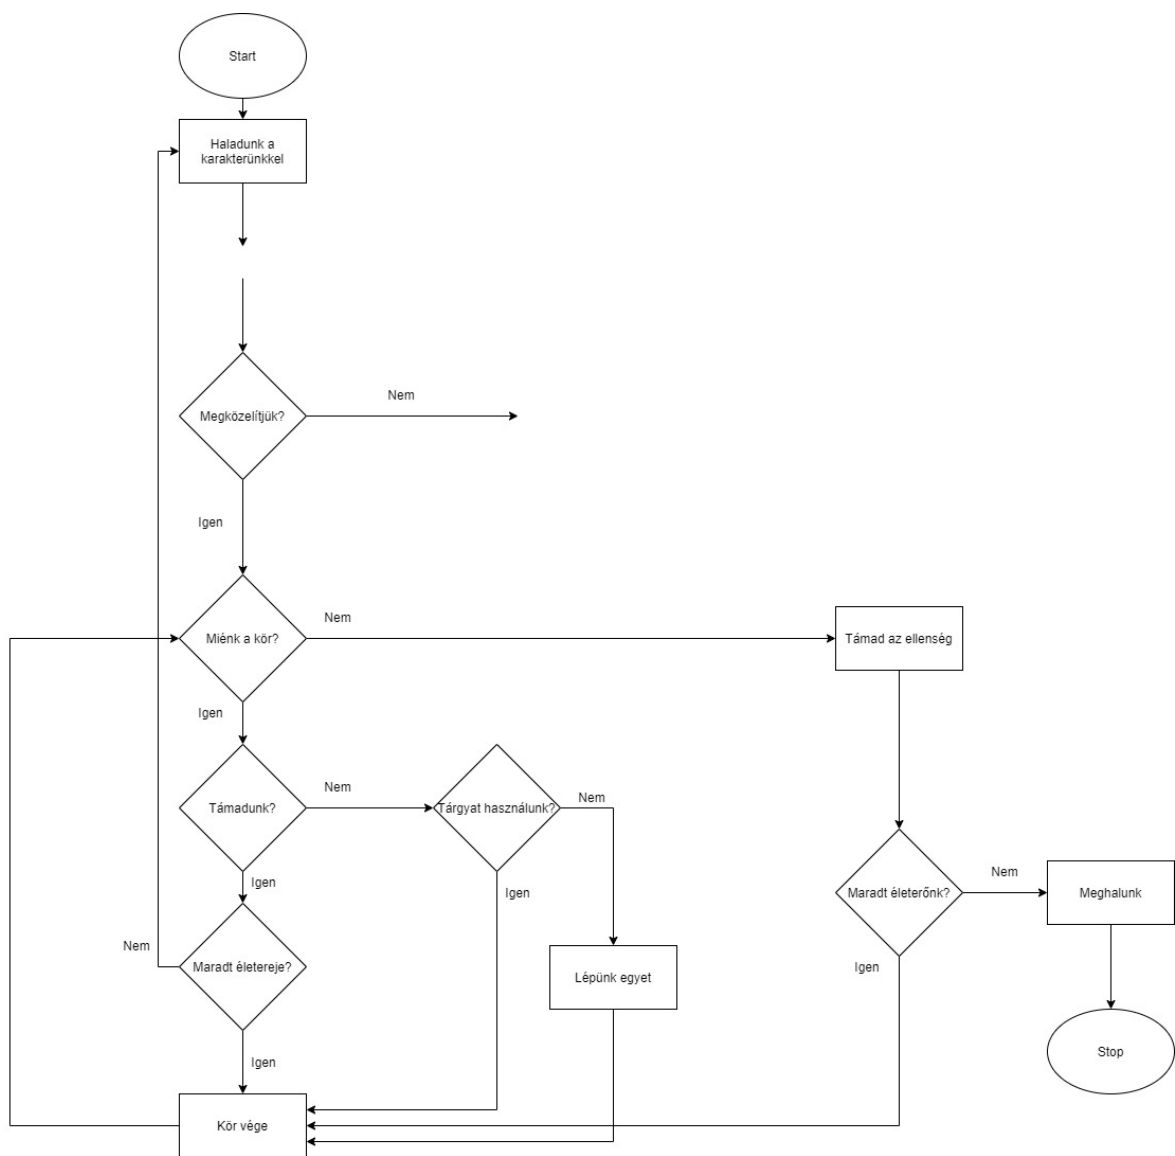 Start
Haladunk a
karakterünkkel
Nem
Megközelítjük?
Igen
Nem
Miénk a kör?
Támad az ellenség
Igen
Nem
Nem
Támadunk?
Tárgyat használunk?
Igen
Igen
Nem
Maradt életerőnk?
Meghalunk
Nem
Maradt életereje?
Lépünk egyet
Igen
Igen
Stop
Kör vége